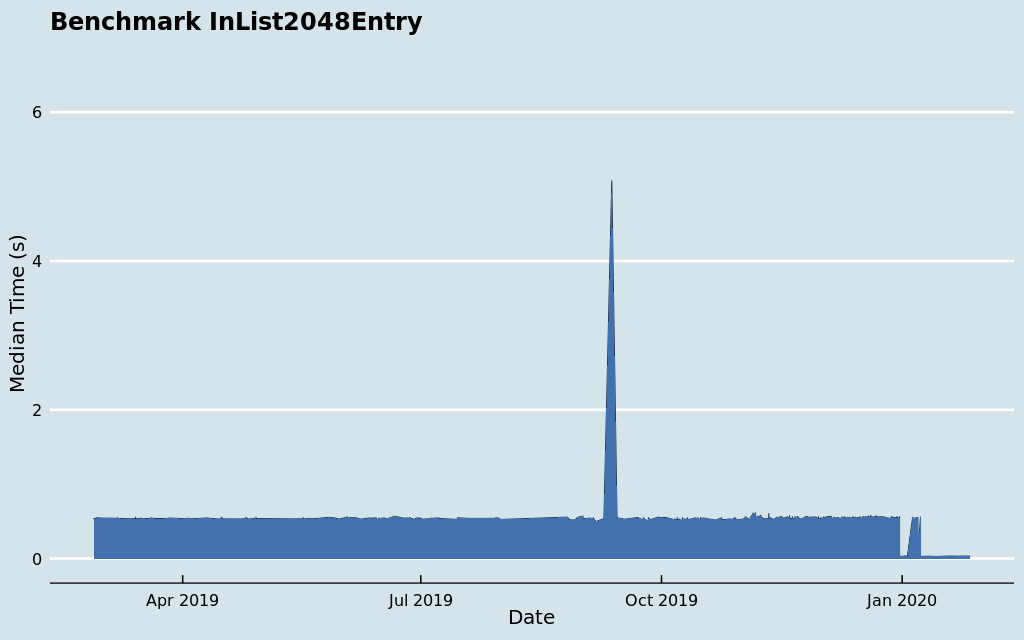 Benchmark InList2048Entry
6
4
2
0
Median Time (s)
Apr 2019
Jul 2019
Oct 2019
Jan 2020
Date